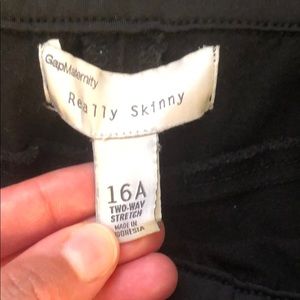 GapMaternity
Really Skinny
16A
TWO-WAY
STRETCH
MADE IN
INDONESIA